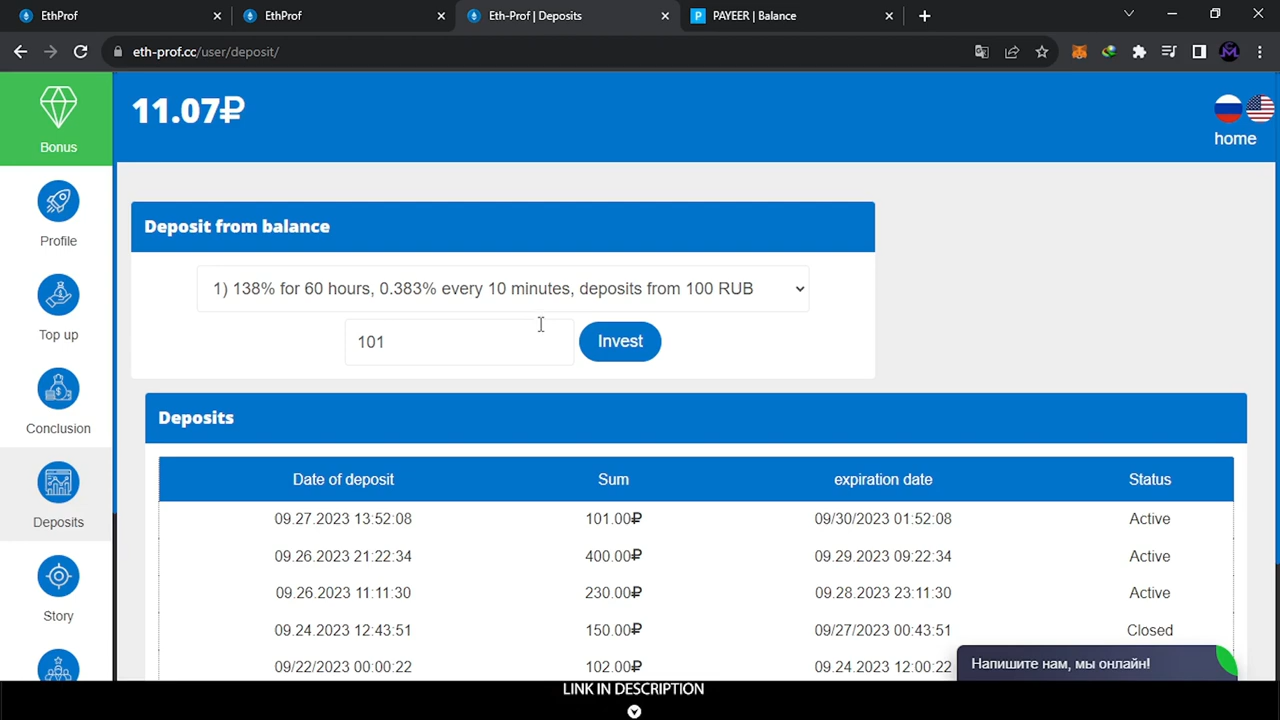 EthProf
EthProf
Eth-Prof | Deposits
PAYEER | Balance
eth-prof.cc/user/deposit/
11.07₽
home
Bonus
Profile
Top up
Conclusion
Deposits
Story
Deposit from balance
1) 138% for 60 hours, 0.383% every 10 minutes, deposits from 100 RUB
101
Invest
Deposits
Date of deposit Sum expiration date Status
09.27.2023 13:52:08 101.00₽ 09/30/2023 01:52:08 Active
09.26.2023 21:22:34 400.00₽ 09.29.2023 09:22:34 Active
09.26.2023 11:11:30 230.00₽ 09.28.2023 23:11:30 Active
09.24.2023 12:43:51 150.00₽ 09/27/2023 00:43:51 Closed
09/22/2023 00:00:22 102.00₽ 09.24.2023 12:00:22
Напишите нам, мы онлайн!
LINK IN DESCRIPTION